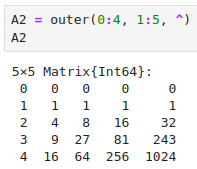 A2 = outer(0:4, 1:5, ^)
A2
5×5 Matrix{Int64}:
0 0 0 0 0
1 1 1 1 1
2 4 8 16 32
3 9 27 81 243
4 16 64 256 1024